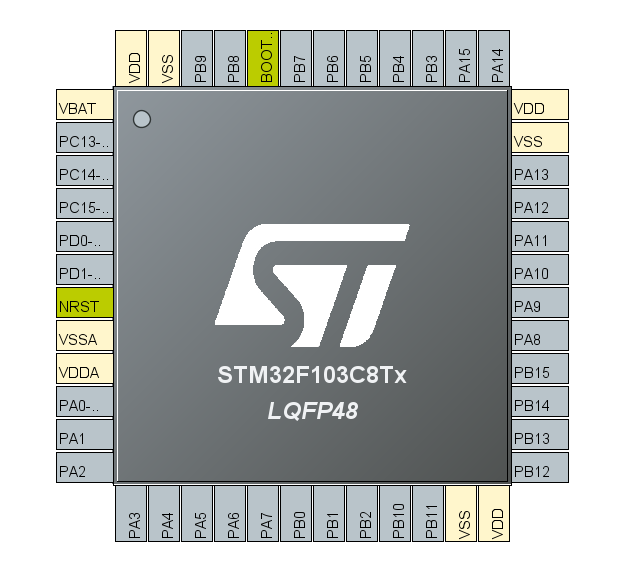 VDD
VSS
PB9
PB8
BOOT..
PB7
PB6
PB5
PB4
PB3
PA15
PA14
VBAT
PC13-..
PC14-..
PC15-..
PD0-..
PD1-..
NRST
VSSA
VDDA
PA0-..
PA1
PA2
VDD
VSS
PA13
PA12
PA11
PA10
PA9
PA8
PB15
PB14
PB13
PB12
ST
STM32F103C8Tx
LQFP48
PA3
PA4
PA5
PA6
PA7
PB0
PB1
PB2
PB10
PB11
VSS
VDD